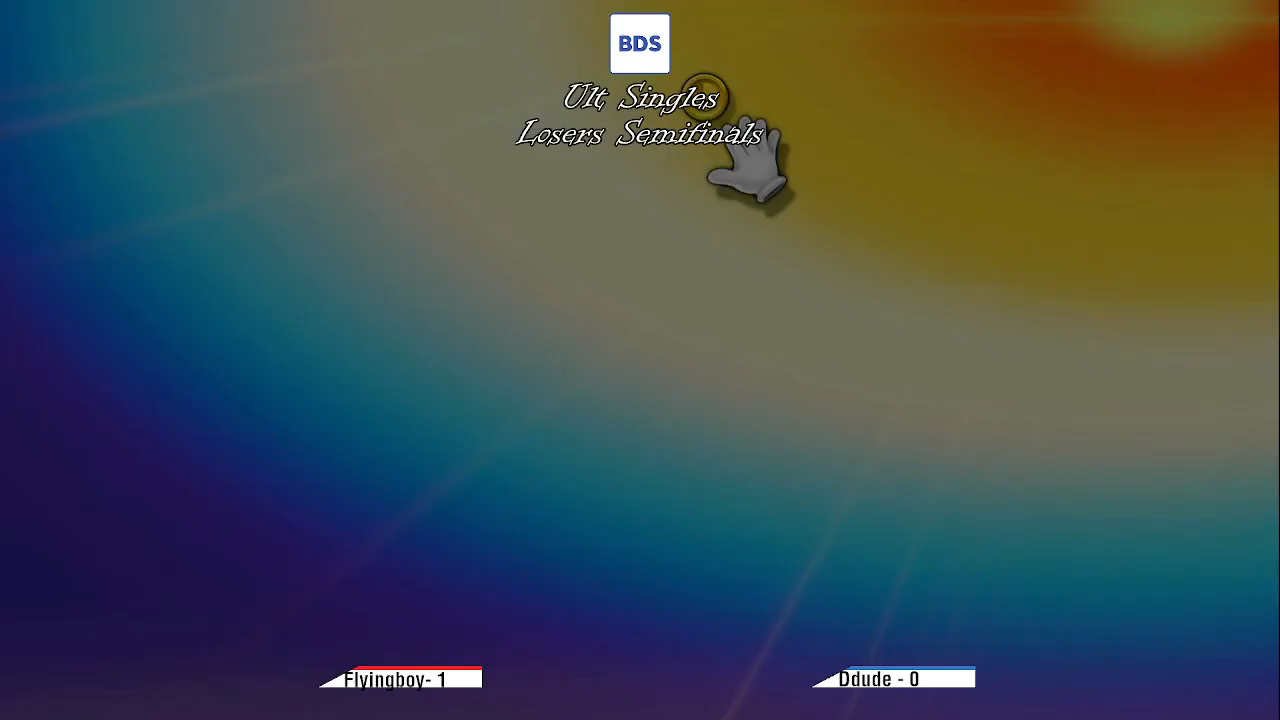 BDS
Ult Singles
Losers Semifinals
Flyingboy- 1
Ddude - 0